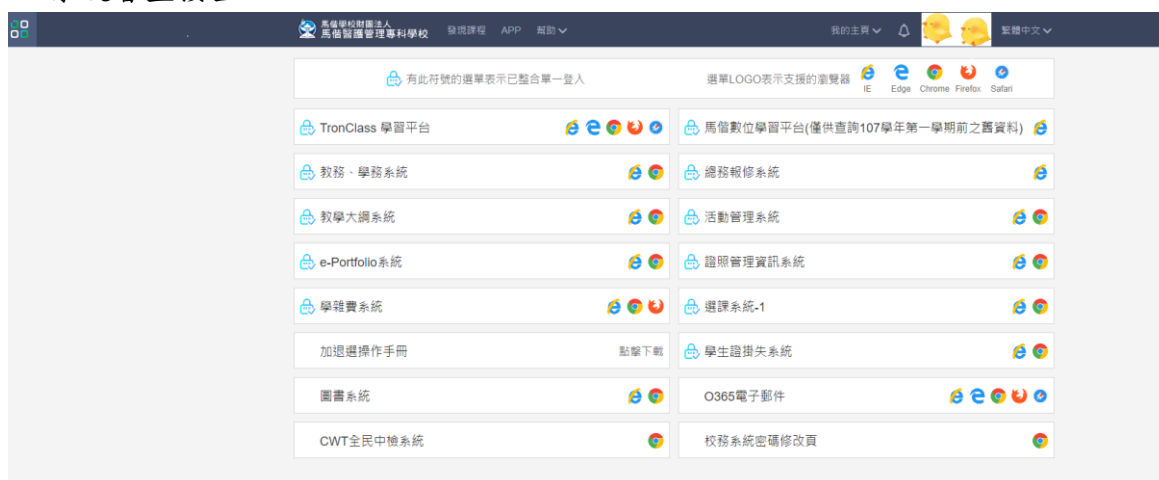 馬偕學校財團法人
馬偕醫護管理專科學校
發現課程 APP 幫助
我的主頁
繁體中文
有此符號的選單表示已整合單一登入
選單LOGO表示支援的瀏覽器
IE Edge Chrome Firefox Safari
TronClass 學習平台
馬偕數位學習平台(僅供查詢107學年第一學期前之舊資料)
教務、學務系統
總務報修系統
教學大綱系統
活動管理系統
e-Portfolio系統
證照管理資訊系統
學雜費系統
選課系統-1
加退選操作手冊 點擊下載
學生證掛失系統
圖書系統
O365電子郵件
CWT全民中檢系統
校務系統密碼修改頁